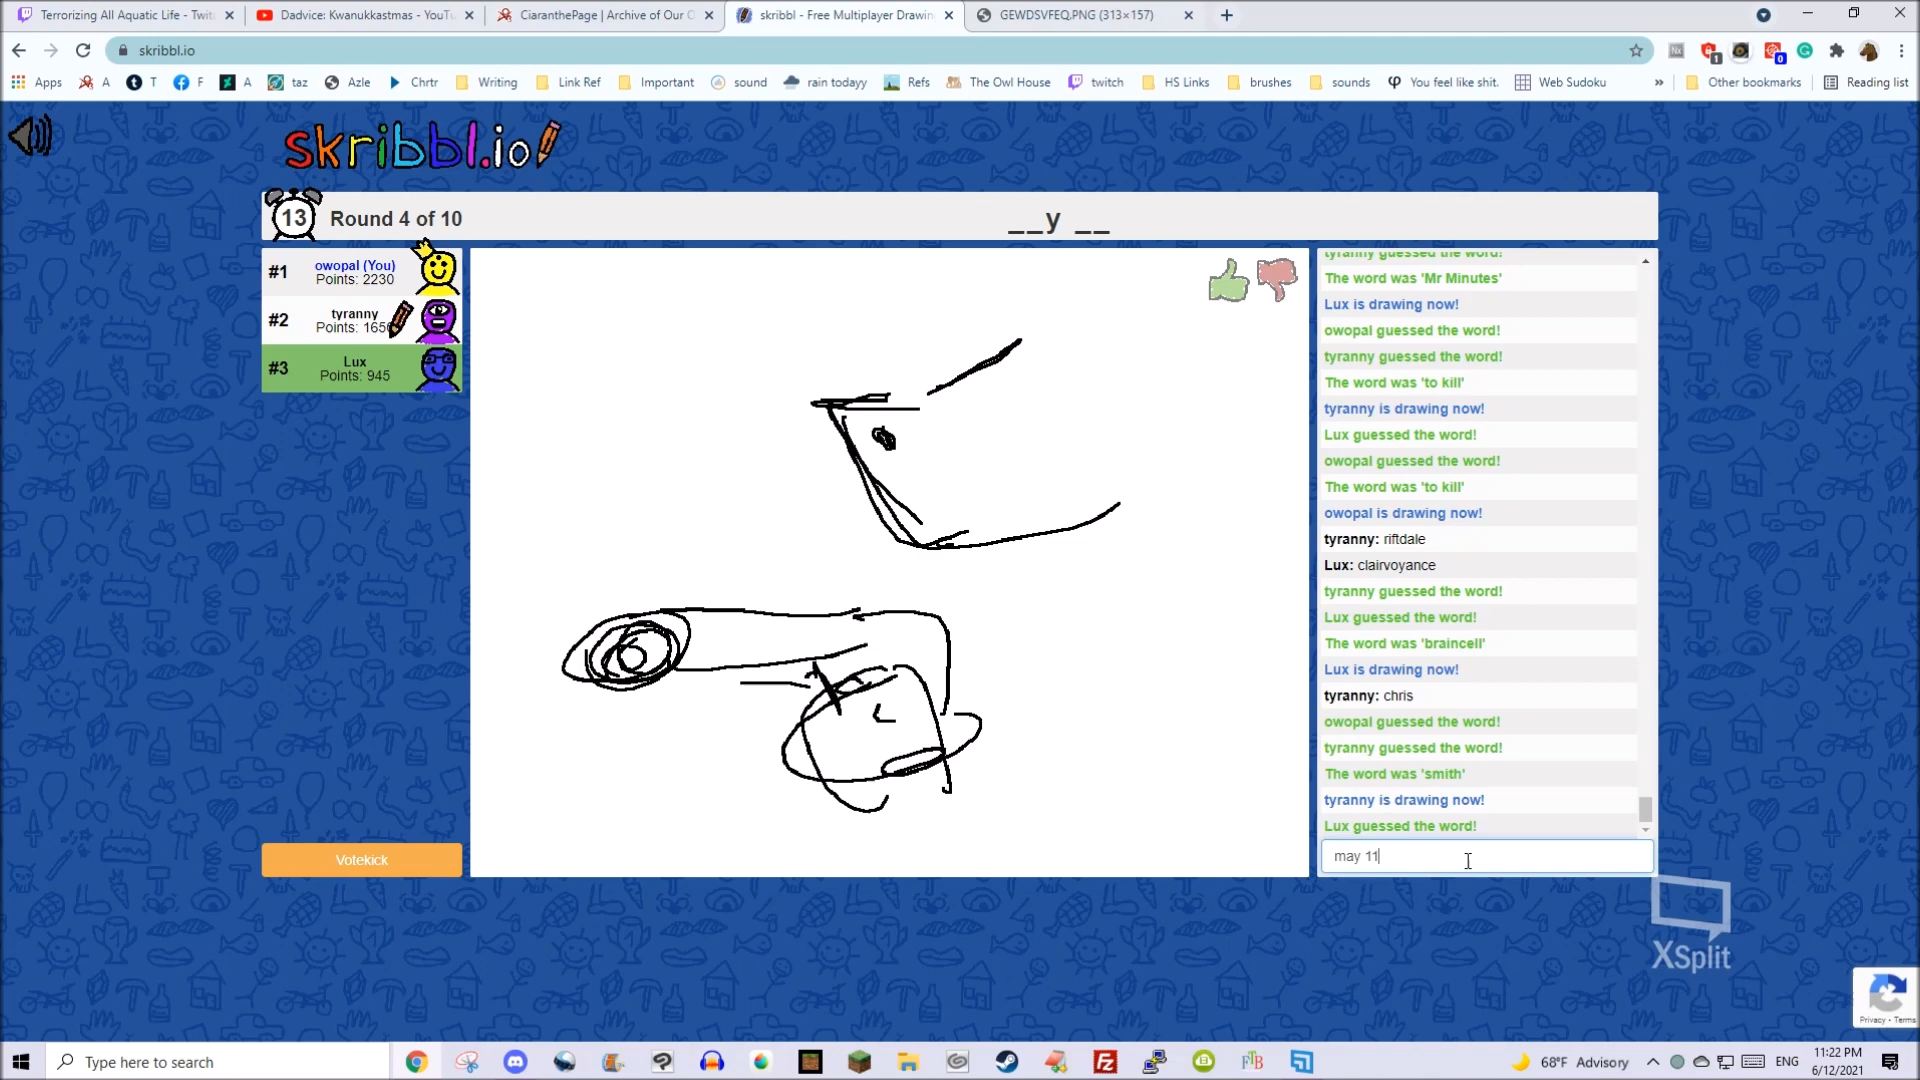 Terrorizing All Aquatic Life - Twit
Dadvice: Kwanukkastmas - YouTu
CiaranthePage | Archive of Our O
skribbl - Free Multiplayer Drawin
GEWDSVFEQ.PNG (313×157)
skribbl.io
Apps
A
T
F
A
taz
Azle
Chrtr
Writing
Link Ref
Important
sound
rain todayy
Refs
The Owl House
twitch
HS Links
brushes
sounds
You feel like shit.
Web Sudoku
»
Other bookmarks
Reading list
skribbl.io
13
Round 4 of 10
__y __
#1
owopal (You)
Points: 2230
#2
tyranny
Points: 1656
#3
Lux
Points: 945
Votekick
tyranny guessed the word!
The word was 'Mr Minutes'
Lux is drawing now!
owopal guessed the word!
tyranny guessed the word!
The word was 'to kill'
tyranny is drawing now!
Lux guessed the word!
owopal guessed the word!
The word was 'to kill'
owopal is drawing now!
tyranny: riftdale
Lux: clairvoyance
tyranny guessed the word!
Lux guessed the word!
The word was 'braincell'
Lux is drawing now!
tyranny: chris
owopal guessed the word!
tyranny guessed the word!
The word was 'smith'
tyranny is drawing now!
Lux guessed the word!
may 11
XSplit
Privacy - Terms
Type here to search
68°F Advisory
ENG
11:22 PM
6/12/2021